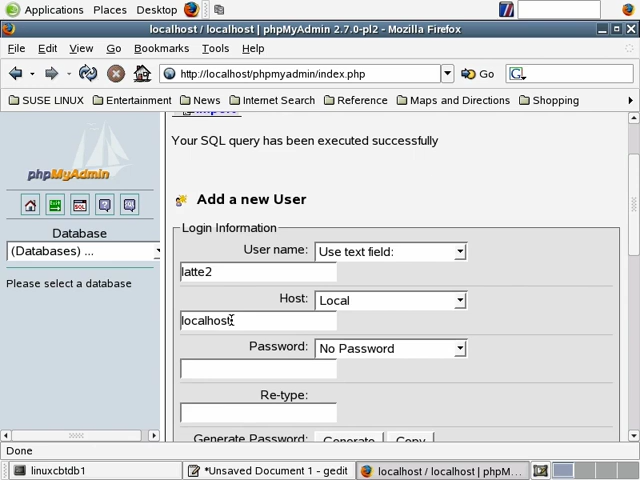 Applications Places Desktop
localhost / localhost | phpMyAdmin 2.7.0-pl2 - Mozilla Firefox
File Edit View Go Bookmarks Tools Help
http://localhost/phpmyadmin/index.php Go
SUSE LINUX Entertainment News Internet Search Reference Maps and Directions Shopping
Import
Your SQL query has been executed successfully
phpMyAdmin
SQL
Database
(Databases) ...
Please select a database
Add a new User
Login Information
User name: Use text field:
latte2
Host: Local
localhost
Password: No Password
Re-type:
Generate Password: Generate Copy
Done
linuxcbtdb1 *Unsaved Document 1 - gedit localhost / localhost | phpM...